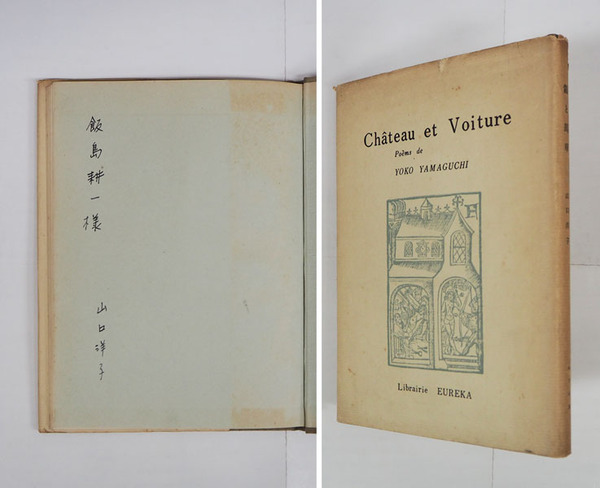 飯島耕一様
山口洋子
Château et Voiture
Poèms de
YOKO YAMAGUCHI
Librairie EUREKA